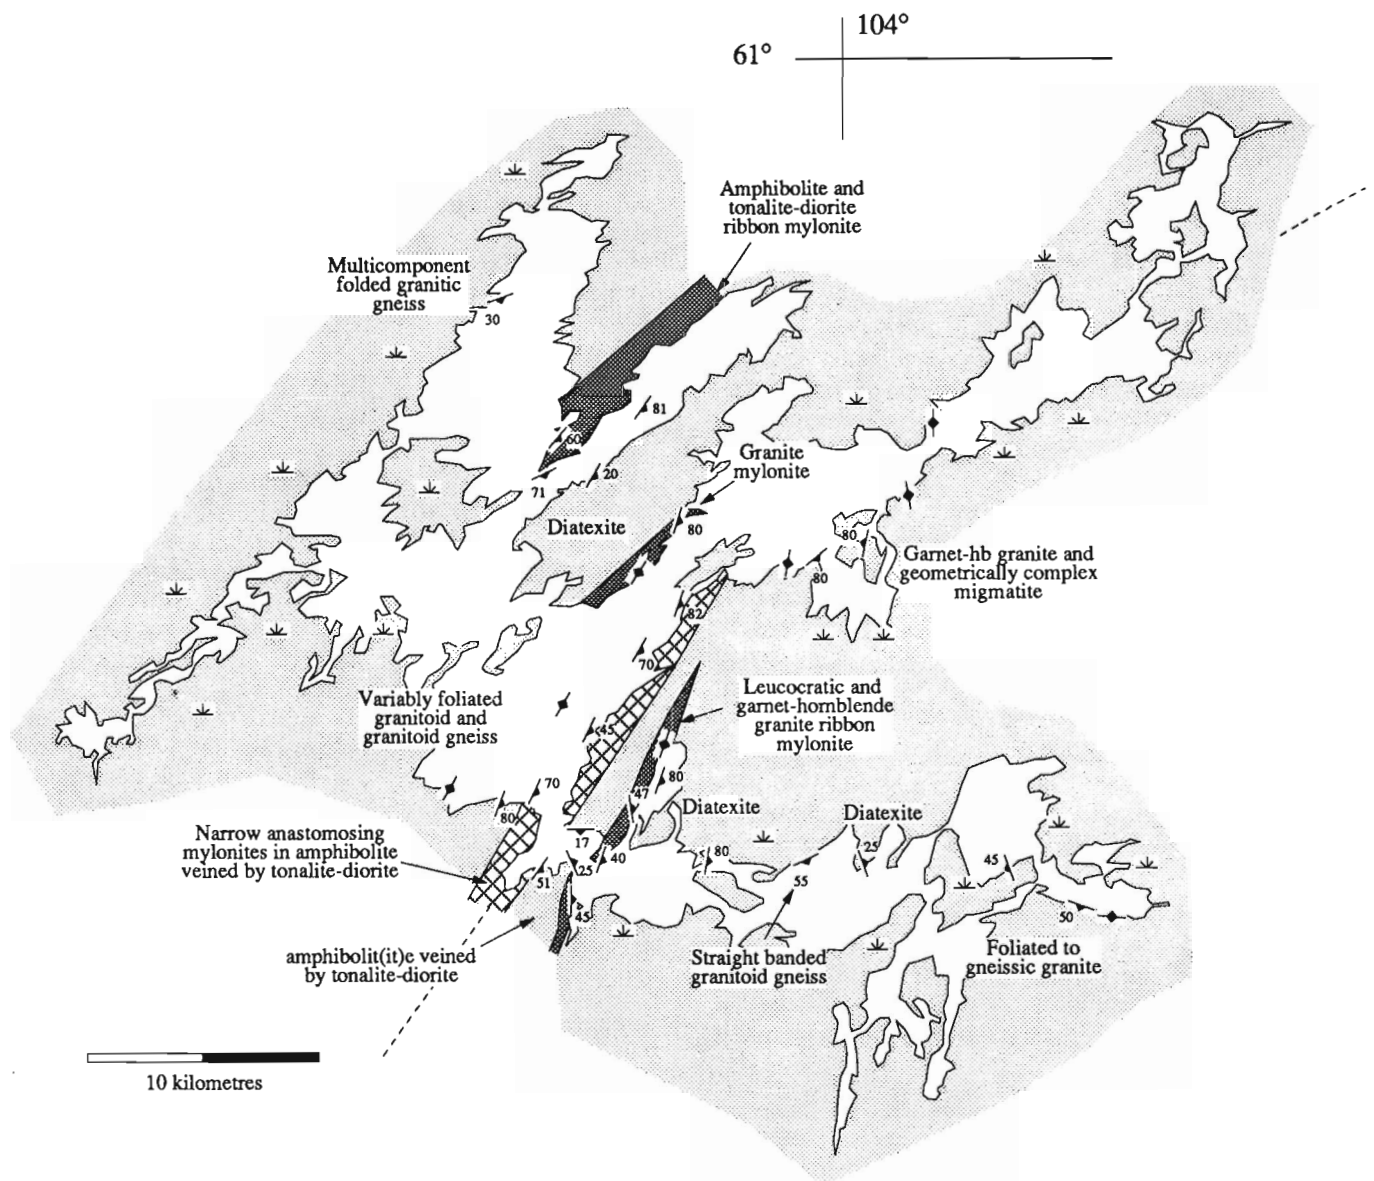 104°
61°
Amphibolite and
tonalite-diorite
ribbon mylonite
Multicomponent
folded granitic
gneiss
30
81
60
20
71
Granite
mylonite
Diatexite
80
80
Garnet-hb granite and
geometrically complex
migmatite
80
82
70
Variably foliated
granitoid and
granitoid gneiss
Leucocratic and
garnet-hornblende
granite ribbon
mylonite
45
80
70
47
Diatexite
Diatexite
80
Narrow anastomosing
mylonites in amphibolite
veined by tonalite-diorite
17
40
80
25
45
51
25
55
45
50
amphibolit(it)e veined
by tonalite-diorite
Straight banded
granitoid gneiss
Foliated to
gneissic granite
10 kilometres